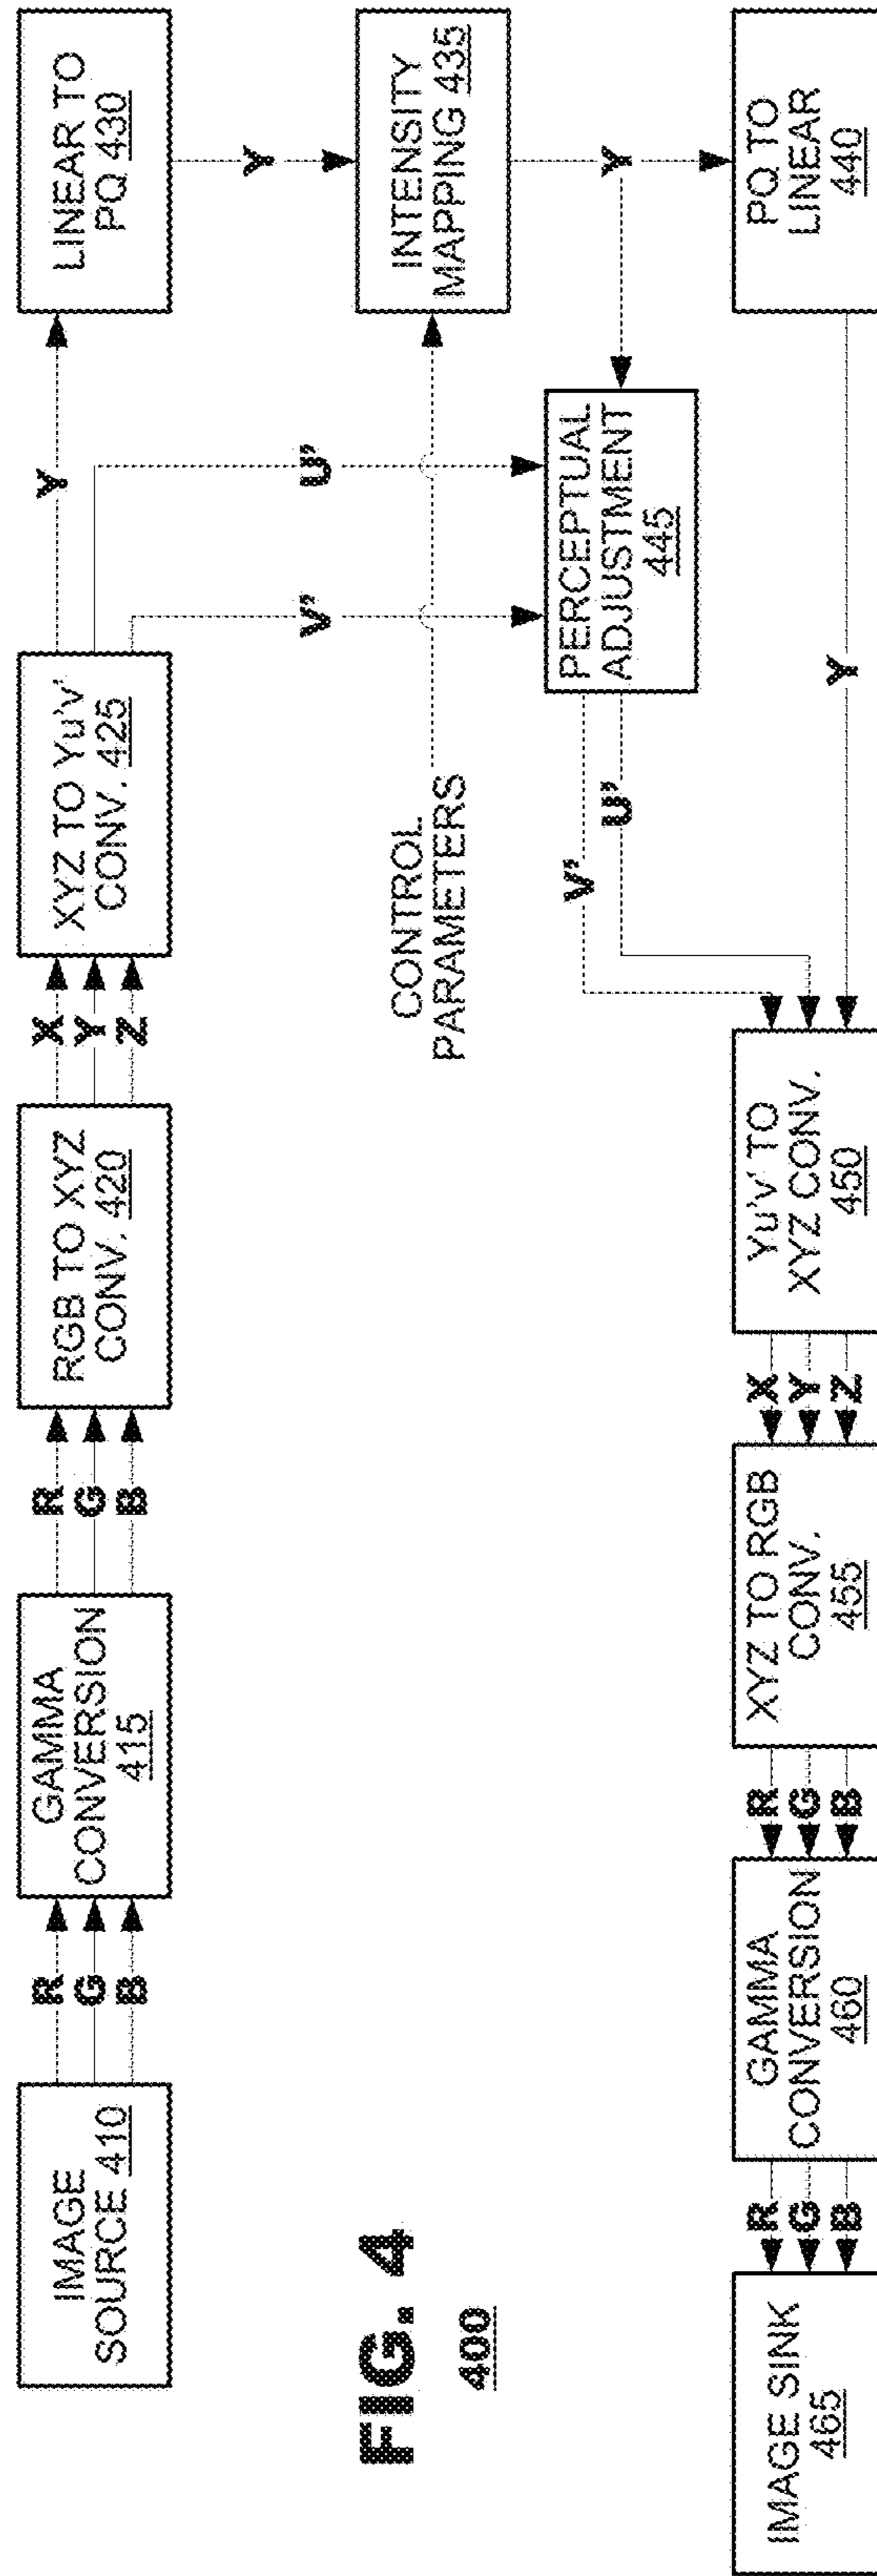 IMAGE
SOURCE 410
R
G
B
GAMMA
CONVERSION
415
R
G
B
RGB TO XYZ
CONV. 420
X
Y
Z
XYZ TO Yu'v'
CONV. 425
Y
U'
V'
LINEAR TO
PQ 430
Y
CONTROL
PARAMETERS
INTENSITY
MAPPING 435
Y
PERCEPTUAL
ADJUSTMENT
445
V'
U'
PQ TO
LINEAR
440
Y
Yu'v' TO
XYZ CONV.
450
X
Y
Z
XYZ TO RGB
CONV.
455
R
G
B
GAMMA
CONVERSION
460
R
G
B
IMAGE SINK
465
FIG. 4
400